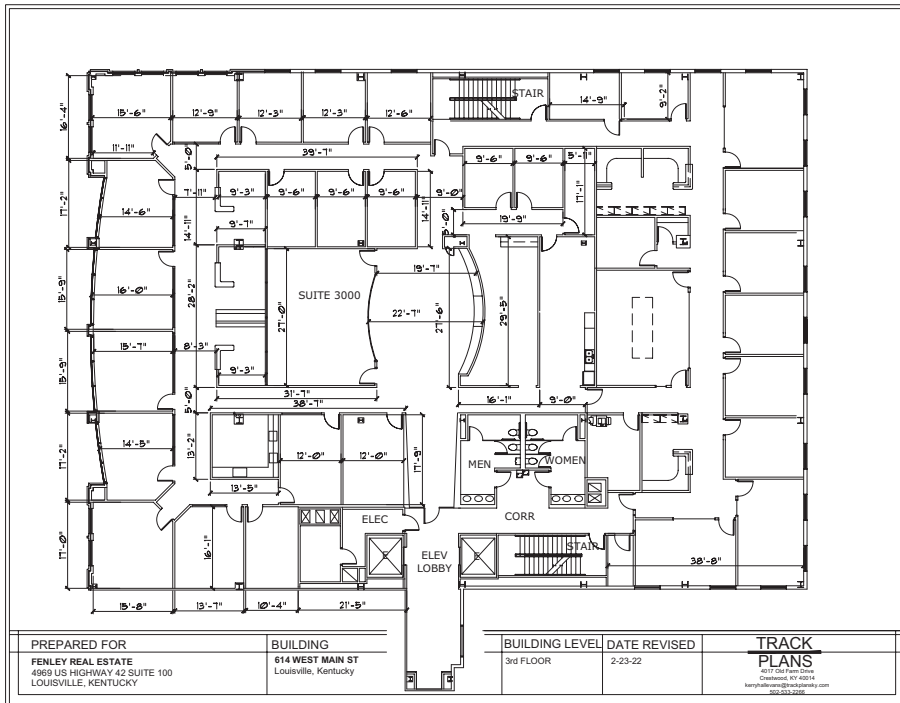 STAIR
15'-6"
12'-9"
12'-3"
12'-3"
12'-6"
14'-9"
9'-2"
16'-4"
11'-11"
5'-0"
39'-7"
9'-6"
9'-6"
5'-11"
7'-11"
9'-3"
9'-6"
9'-6"
9'-6"
9'-0"
17'-1"
17'-2"
14'-6"
14'-11"
9'-7"
14'-11"
19'-9"
5'-0"
15'-9"
16'-0"
28'-2"
27'-0"
SUITE 3000
19'-7"
22'-7"
27'-6"
29'-5"
15'-9"
15'-7"
8'-3"
9'-3"
31'-7"
38'-7"
16'-1"
9'-0"
5'-0"
17'-2"
14'-5"
13'-2"
12'-0"
12'-0"
17'-9"
MEN
WOMEN
13'-5"
17'-0"
16'-1"
ELEC
CORR
E
ELEV
LOBBY
E
STAIR
38'-8"
15'-8"
13'-7"
10'-4"
21'-5"
PREPARED FOR
FENLEY REAL ESTATE
4969 US HIGHWAY 42 SUITE 100
LOUISVILLE, KENTUCKY
BUILDING
614 WEST MAIN ST
Louisville, Kentucky
BUILDING LEVEL
3rd FLOOR
DATE REVISED
2-23-22
TRACK
PLANS
4017 Old Farm Drive
Crestwood, KY 40014
kerryhallevans@trackplansky.com
502-533-2266